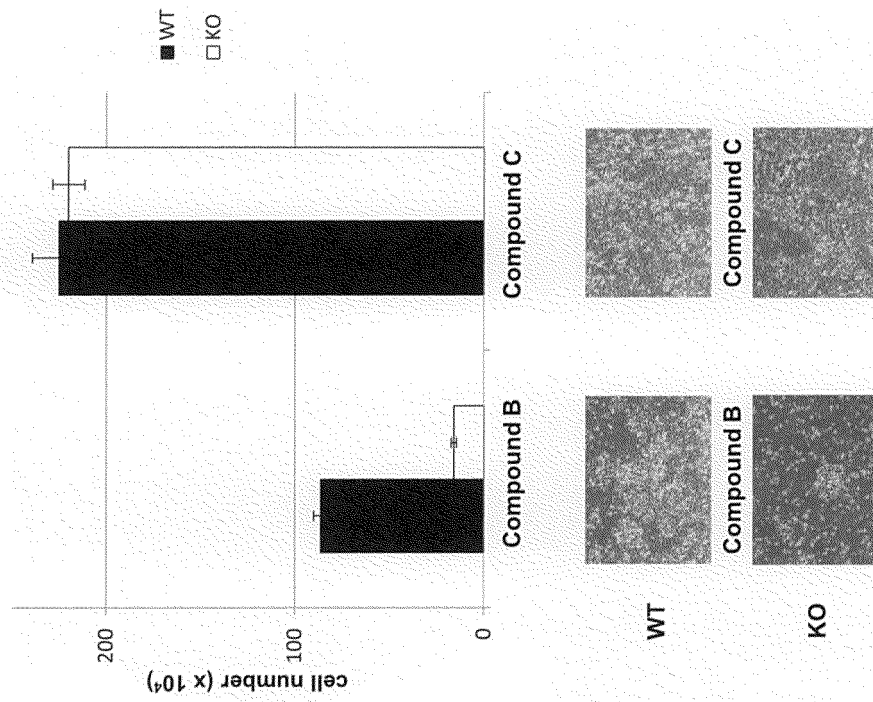 WT
KO
cell number (x 10⁴)
200
100
0
Compound B Compound C
WT
Compound B Compound C
KO